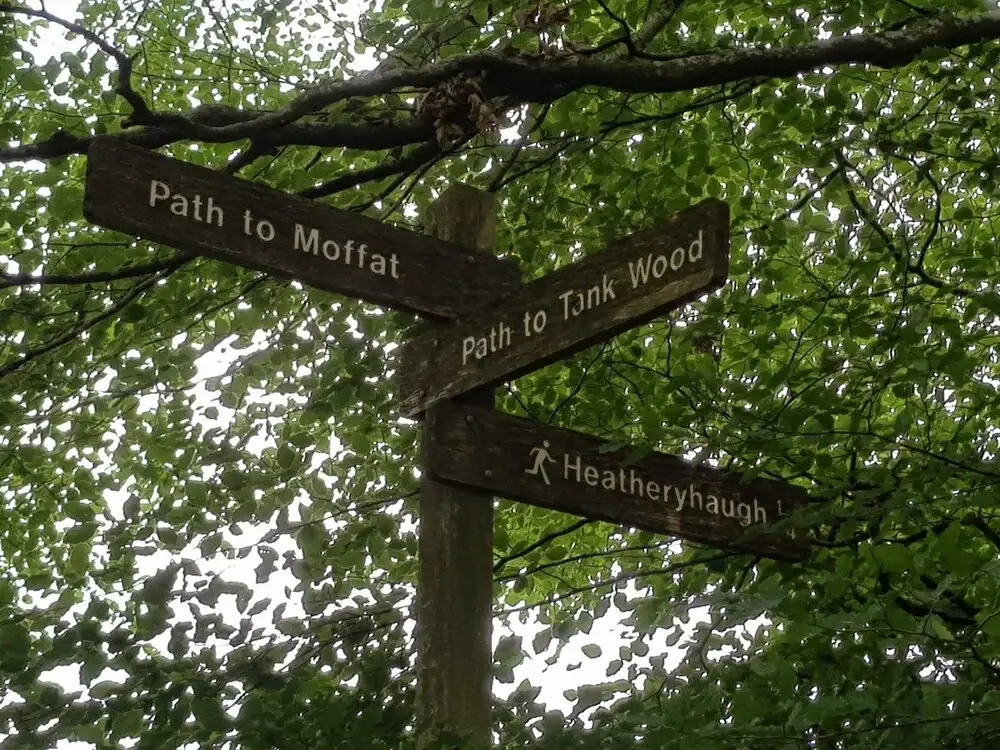 Path to Moffat
Path to Tank Wood
Heatheryhaugh